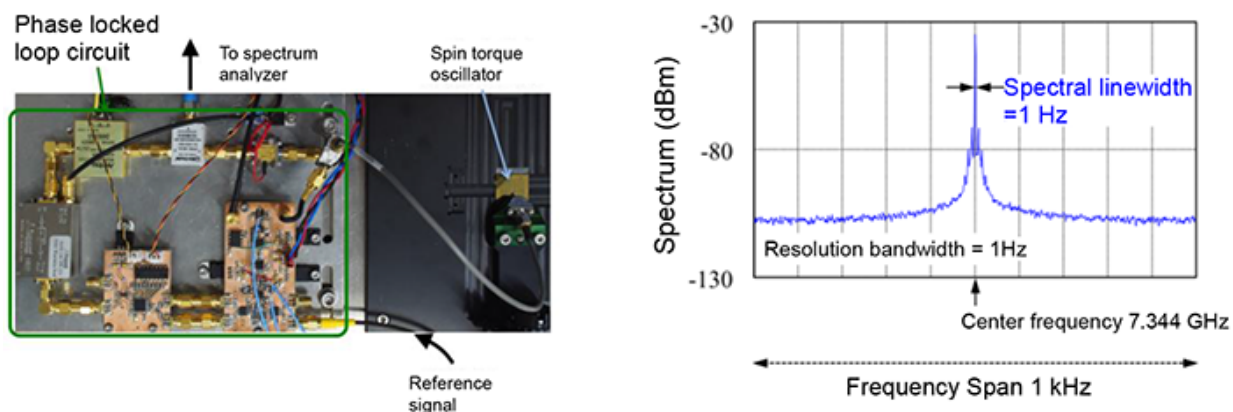 Phase locked
loop circuit
To spectrum
analyzer
Spin torque
oscillator
Reference
signal
Spectrum (dBm)
-30
-80
-130
Spectral linewidth
=1 Hz
Resolution bandwidth = 1Hz
Center frequency 7.344 GHz
Frequency Span 1 kHz